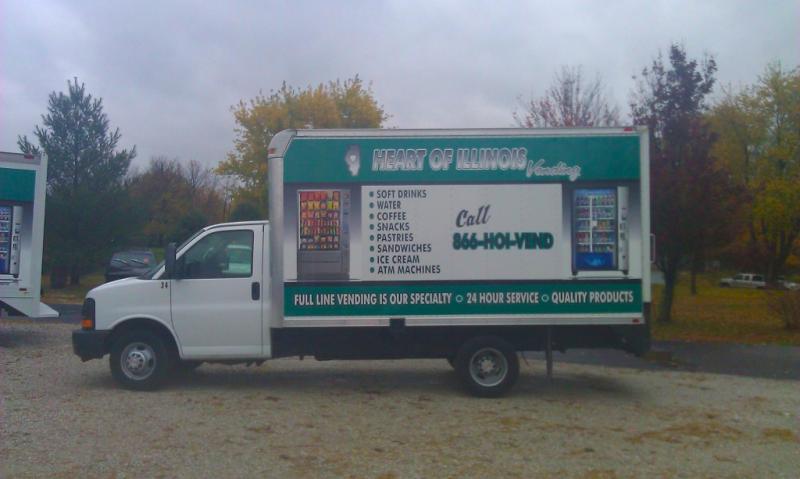 HEART OF ILLINOIS Vending
• SOFT DRINKS
• WATER
• COFFEE
• SNACKS
• PASTRIES
• SANDWICHES
• ICE CREAM
• ATM MACHINES
Call
866-HOI-VEND
FULL LINE VENDING IS OUR SPECIALTY ○ 24 HOUR SERVICE ○ QUALITY PRODUCTS
24